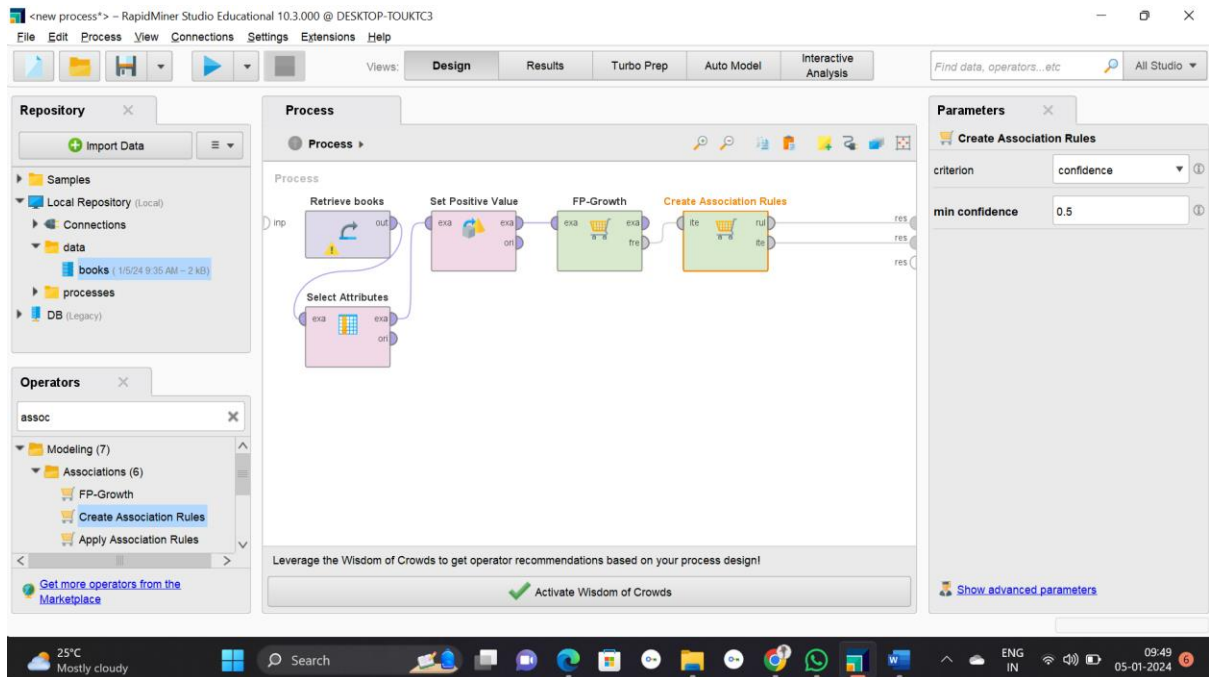 <new process*> – RapidMiner Studio Educational 10.3.000 @ DESKTOP-TOUKTC3
File Edit Process View Connections Settings Extensions Help
Views: Design Results Turbo Prep Auto Model Interactive Analysis
Find data, operators...etc All Studio
Repository
Import Data
Samples
Local Repository (Local)
Connections
data
books ( 1/5/24 9:35 AM – 2 kB)
processes
DB (Legacy)
Operators
assoc
Modeling (7)
Associations (6)
FP-Growth
Create Association Rules
Apply Association Rules
Get more operators from the
Marketplace
Process
Process
Process
inp
Retrieve books
out
Set Positive Value
exa exa
ori
FP-Growth
exa exa
fre
Create Association Rules
ite rul
ite
res
res
res
Select Attributes
exa exa
ori
Leverage the Wisdom of Crowds to get operator recommendations based on your process design!
Activate Wisdom of Crowds
Parameters
Create Association Rules
criterion confidence
min confidence 0.5
Show advanced parameters
25°C
Mostly cloudy
Search
ENG
IN
09:49
05-01-2024
6